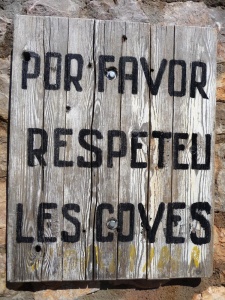 POR FAVOR
RESPETEU
LES COVES